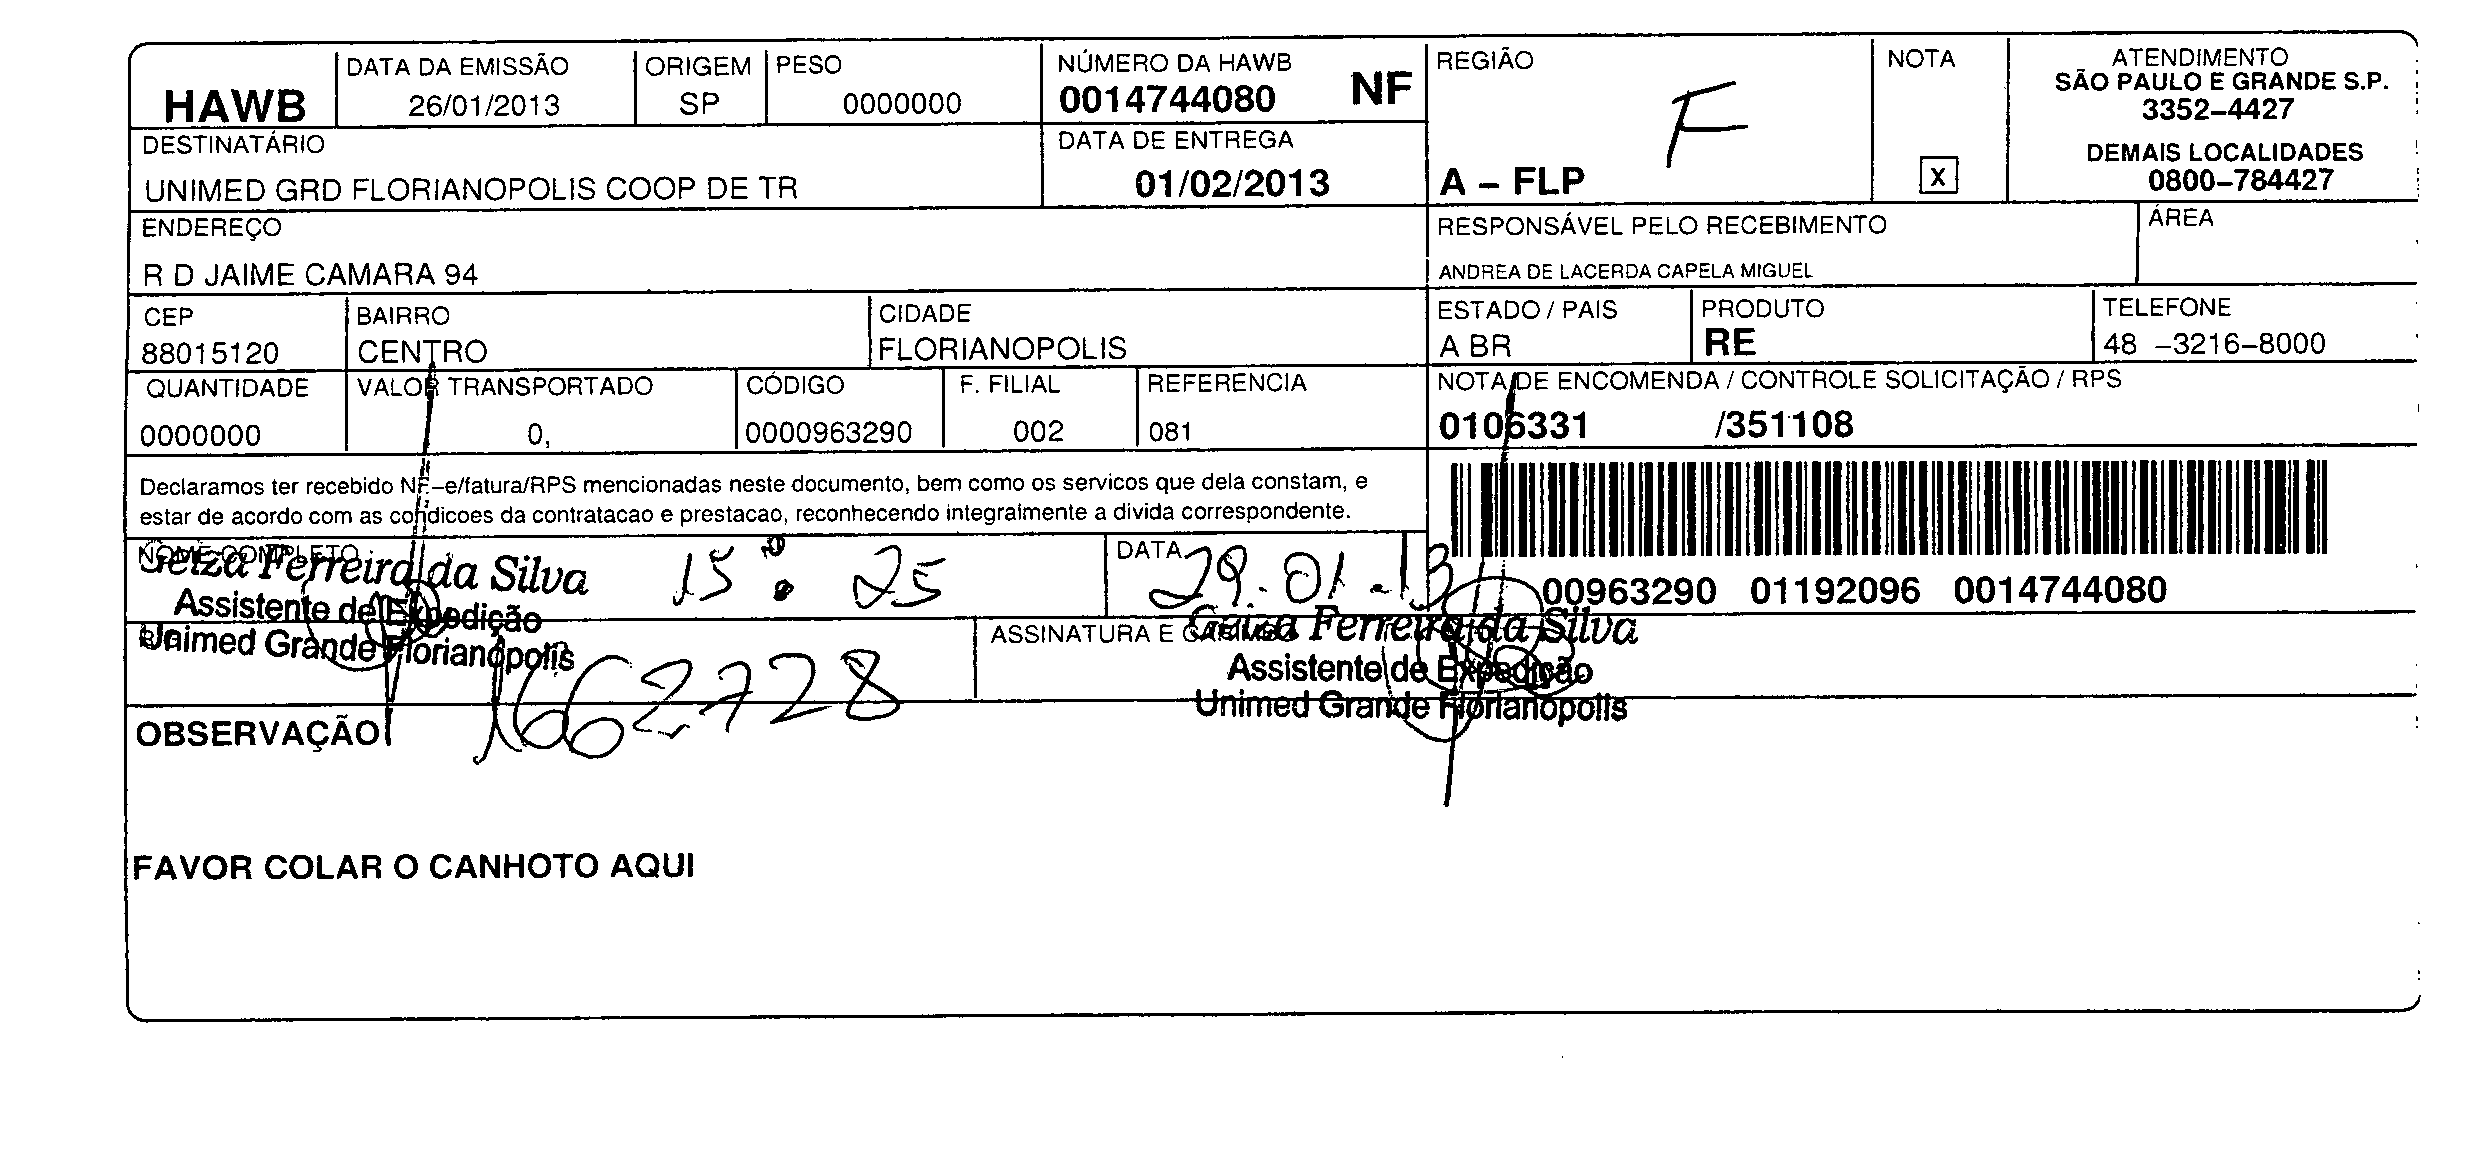 HAWB
DATA DA EMISSÃO
26/01/2013
ORIGEM
SP
PESO
0000000
NÚMERO DA HAWB
0014744080 NF
REGIÃO
F
A – FLP
NOTA
X
ATENDIMENTO
SÃO PAULO E GRANDE S.P.
3352–4427
DEMAIS LOCALIDADES
0800–784427
DESTINATÁRIO
UNIMED GRD FLORIANOPOLIS COOP DE TR
DATA DE ENTREGA
01/02/2013
ENDEREÇO
R D JAIME CAMARA 94
RESPONSÁVEL PELO RECEBIMENTO
ANDREA DE LACERDA CAPELA MIGUEL
ÁREA
CEP
88015120
BAIRRO
CENTRO
CIDADE
FLORIANOPOLIS
ESTADO / PAIS
A BR
PRODUTO
RE
TELEFONE
48 –3216–8000
QUANTIDADE
0000000
VALOR TRANSPORTADO
0,
CÓDIGO
0000963290
F. FILIAL
002
REFERENCIA
081
NOTA DE ENCOMENDA / CONTROLE SOLICITAÇÃO / RPS
0106331 /351108
Declaramos ter recebido NF–e/fatura/RPS mencionadas neste documento, bem como os servicos que dela constam, e
estar de acordo com as condicoes da contratacao e prestacao, reconhecendo integralmente a divida correspondente.
00963290 01192096 0014744080
NOME COMPLETO
Geiza Ferreira da Silva
Assistente de Expedição
Unimed Grande Florianópolis
15:25
DATA
29.01.13
1662728
ASSINATURA E CARIMBO
Geiza Ferreira da Silva
Assistente de Expedição
Unimed Grande Florianópolis
OBSERVAÇÃO
FAVOR COLAR O CANHOTO AQUI